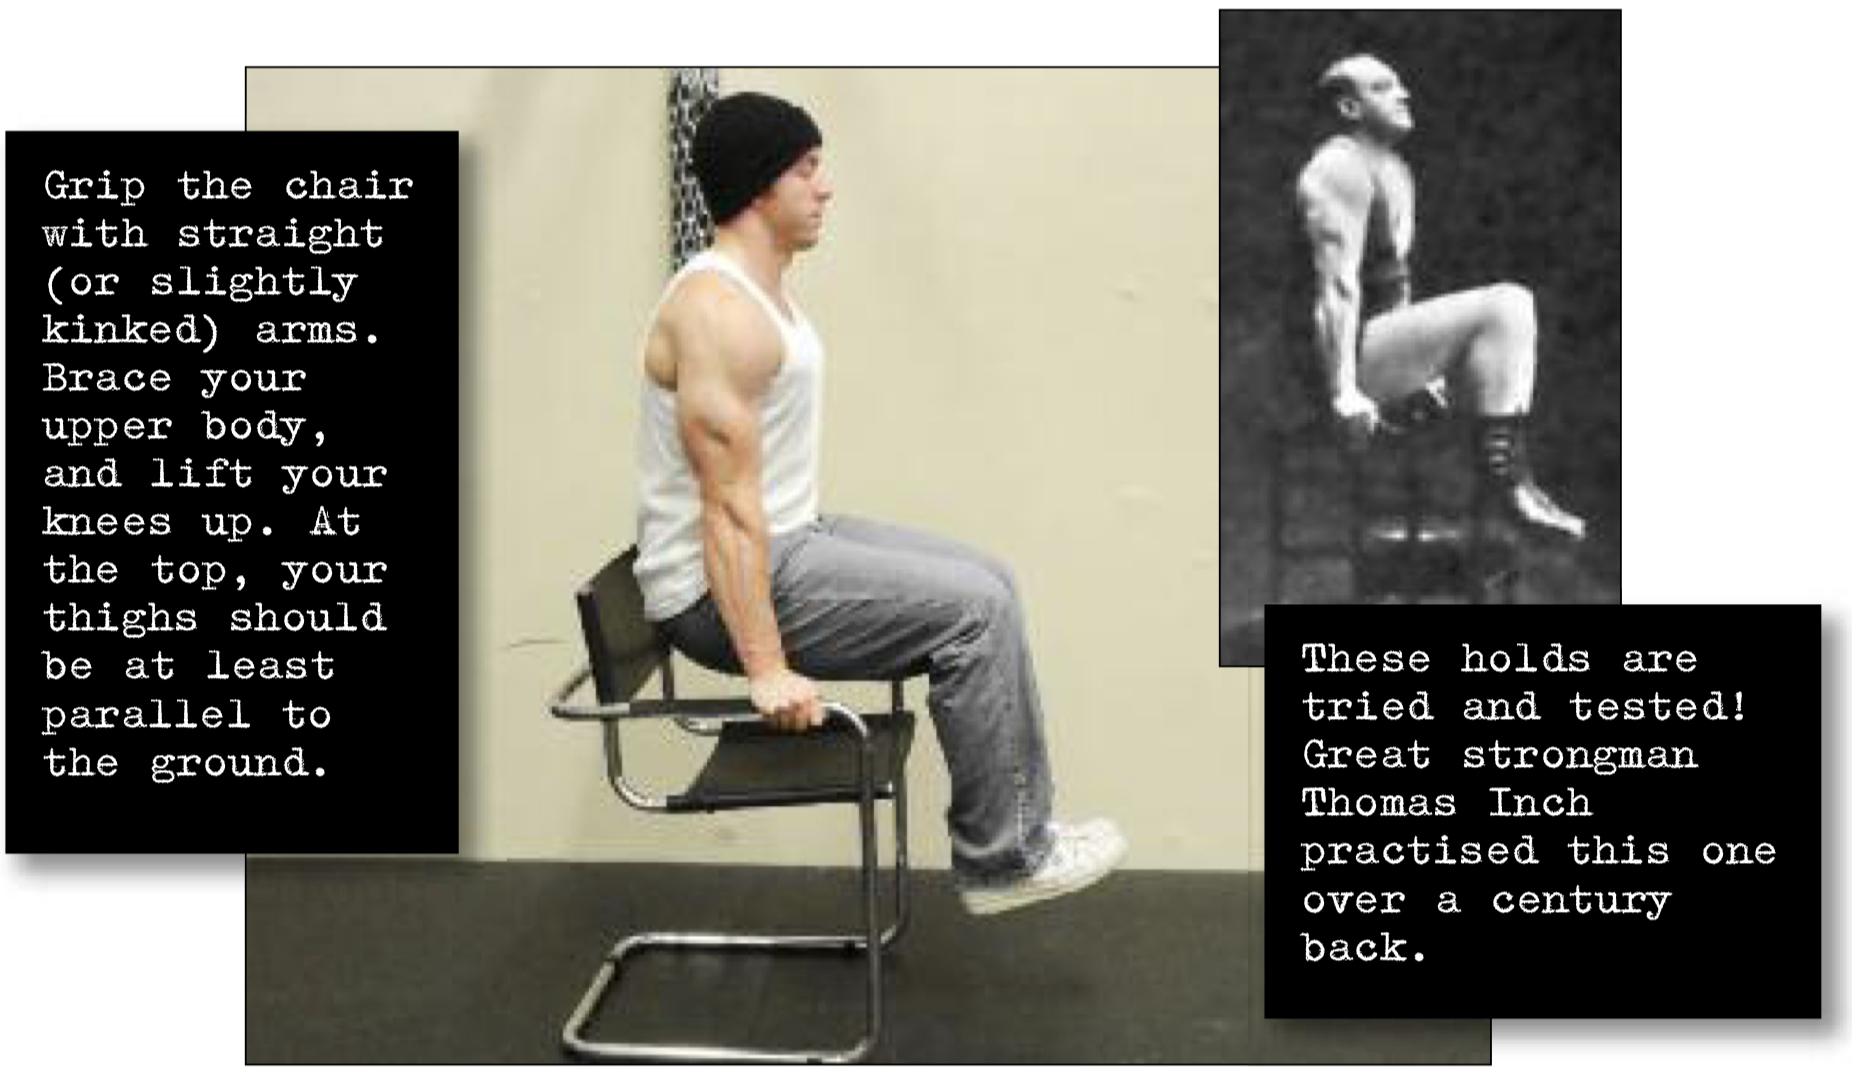 Grip the chair
with straight
(or slightly
kinked) arms.
Brace your
upper body,
and lift your
knees up. At
the top, your
thighs should
be at least
parallel to
the ground.
These holds are
tried and tested!
Great strongman
Thomas Inch
practised this one
over a century
back.